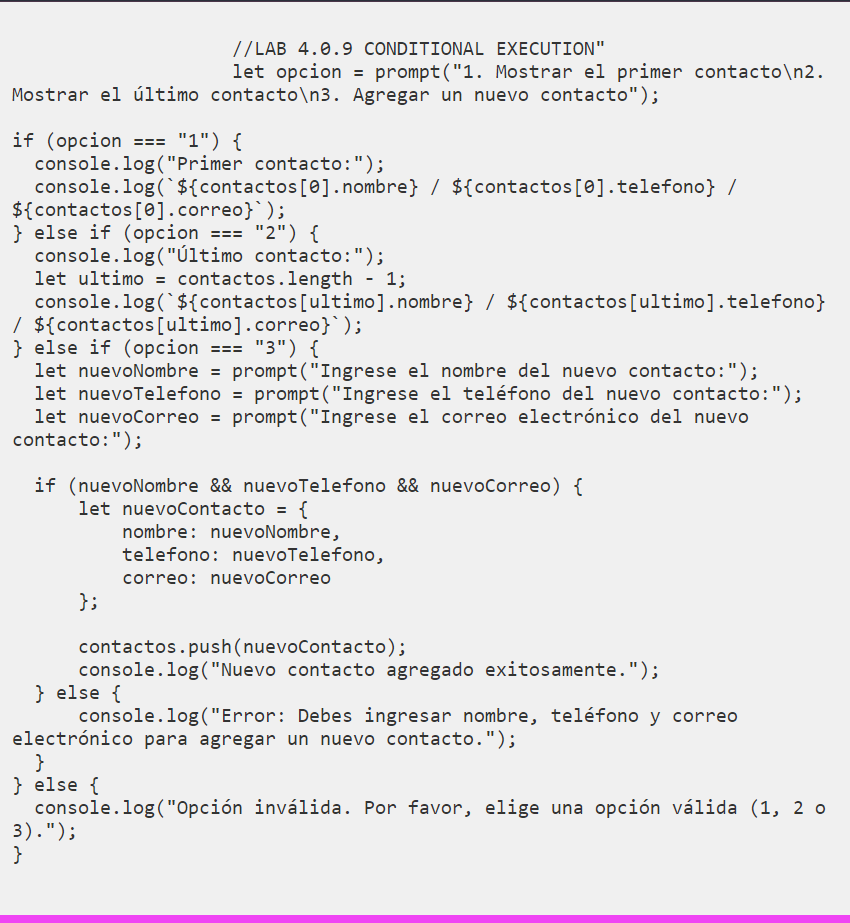 //LAB 4.0.9 CONDITIONAL EXECUTION"
let opcion = prompt("1. Mostrar el primer contacto\n2.
Mostrar el último contacto\n3. Agregar un nuevo contacto");
if (opcion === "1") {
console.log("Primer contacto:");
console.log(`${contactos[0].nombre} / ${contactos[0].telefono} /
${contactos[0].correo}`);
} else if (opcion === "2") {
console.log("Último contacto:");
let ultimo = contactos.length - 1;
console.log(`${contactos[ultimo].nombre} / ${contactos[ultimo].telefono}
/ ${contactos[ultimo].correo}`);
} else if (opcion === "3") {
let nuevoNombre = prompt("Ingrese el nombre del nuevo contacto:");
let nuevoTelefono = prompt("Ingrese el teléfono del nuevo contacto:");
let nuevoCorreo = prompt("Ingrese el correo electrónico del nuevo
contacto:");
if (nuevoNombre && nuevoTelefono && nuevoCorreo) {
let nuevoContacto = {
nombre: nuevoNombre,
telefono: nuevoTelefono,
correo: nuevoCorreo
};
contactos.push(nuevoContacto);
console.log("Nuevo contacto agregado exitosamente.");
} else {
console.log("Error: Debes ingresar nombre, teléfono y correo
electrónico para agregar un nuevo contacto.");
}
} else {
console.log("Opción inválida. Por favor, elige una opción válida (1, 2 o
3).");
}